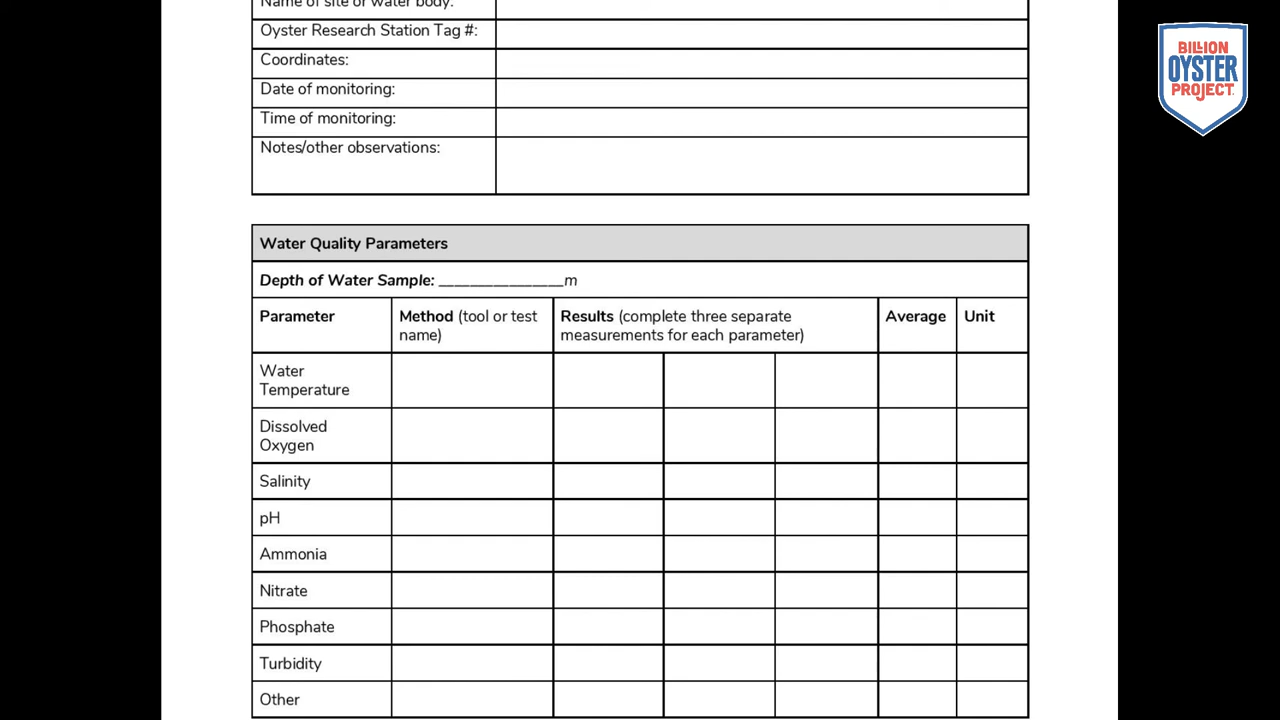 Name of site or water body:
Oyster Research Station Tag #:
Coordinates:
Date of monitoring:
Time of monitoring:
Notes/other observations:
BILLION
OYSTER
PROJECT
Water Quality Parameters
Depth of Water Sample: ________________m
Parameter
Method (tool or test
name)
Results (complete three separate
measurements for each parameter)
Average
Unit
Water
Temperature
Dissolved
Oxygen
Salinity
pH
Ammonia
Nitrate
Phosphate
Turbidity
Other